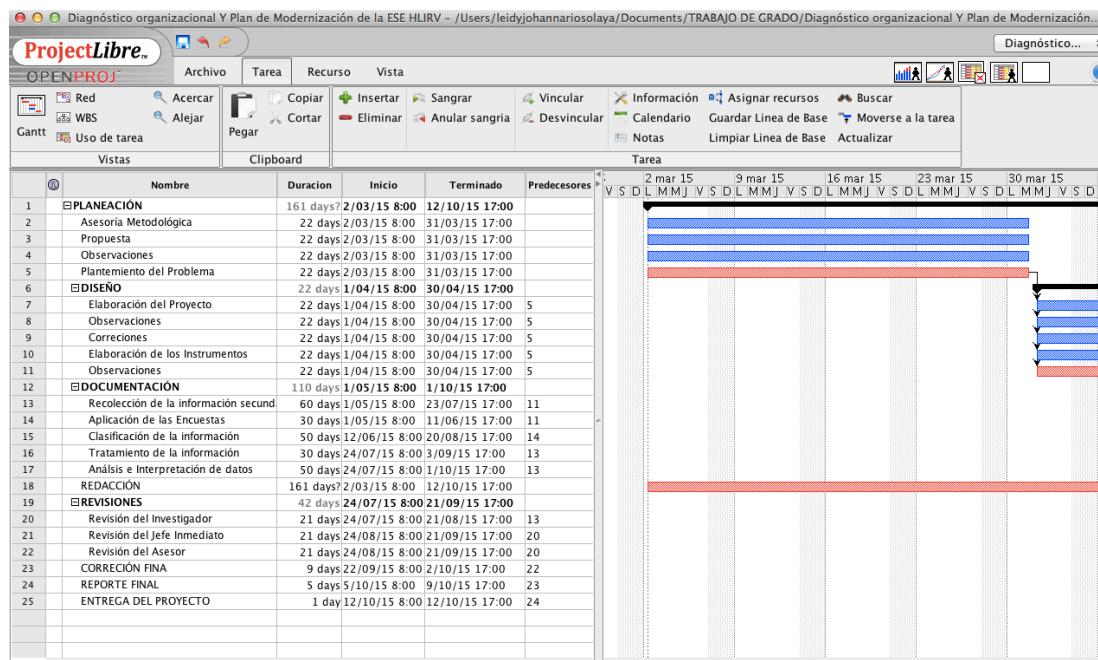 Diagnóstico organizacional Y Plan de Modernización de la ESE HLIRV – /Users/leidyjohannariosolaya/Documents/TRABAJO DE GRADO/Diagnóstico organizacional Y Plan de Modernización...
ProjectLibre™
OPENPROJ
Diagnóstico...
Archivo Tarea Recurso Vista
Red Acercar Copiar Insertar Sangrar Vincular Información Asignar recursos Buscar
WBS Alejar Cortar Eliminar Anular sangria Desvincular Calendario Guardar Linea de Base Moverse a la tarea
Gantt Uso de tarea Pegar Notas Limpiar Linea de Base Actualizar
Vistas Clipboard Tarea
Nombre Duracion Inicio Terminado Predecesores 2 mar 15 9 mar 15 16 mar 15 23 mar 15 30 mar 15
V S D L M M J V S D L M M J V S D L M M J V S D L M M J V S D L M M J V S D
1 PLANEACIÓN 161 days? 2/03/15 8:00 12/10/15 17:00
2 Asesoría Metodológica 22 days 2/03/15 8:00 31/03/15 17:00
3 Propuesta 22 days 2/03/15 8:00 31/03/15 17:00
4 Observaciones 22 days 2/03/15 8:00 31/03/15 17:00
5 Plantemiento del Problema 22 days 2/03/15 8:00 31/03/15 17:00
6 DISEÑO 22 days 1/04/15 8:00 30/04/15 17:00
7 Elaboración del Proyecto 22 days 1/04/15 8:00 30/04/15 17:00 5
8 Observaciones 22 days 1/04/15 8:00 30/04/15 17:00 5
9 Correciones 22 days 1/04/15 8:00 30/04/15 17:00 5
10 Elaboración de los Instrumentos 22 days 1/04/15 8:00 30/04/15 17:00 5
11 Observaciones 22 days 1/04/15 8:00 30/04/15 17:00 5
12 DOCUMENTACIÓN 110 days 1/05/15 8:00 1/10/15 17:00
13 Recolección de la información secund 60 days 1/05/15 8:00 23/07/15 17:00 11
14 Aplicación de las Encuestas 30 days 1/05/15 8:00 11/06/15 17:00 11
15 Clasificación de la información 50 days 12/06/15 8:00 20/08/15 17:00 14
16 Tratamiento de la información 30 days 24/07/15 8:00 3/09/15 17:00 13
17 Análsis e Interpretación de datos 50 days 24/07/15 8:00 1/10/15 17:00 13
18 REDACCIÓN 161 days? 2/03/15 8:00 12/10/15 17:00
19 REVISIONES 42 days 24/07/15 8:00 21/09/15 17:00
20 Revisión del Investigador 21 days 24/07/15 8:00 21/08/15 17:00 13
21 Revisión del Jefe Inmediato 21 days 24/08/15 8:00 21/09/15 17:00 20
22 Revisión del Asesor 21 days 24/08/15 8:00 21/09/15 17:00 20
23 CORRECIÓN FINA 9 days 22/09/15 8:00 2/10/15 17:00 22
24 REPORTE FINAL 5 days 5/10/15 8:00 9/10/15 17:00 23
25 ENTREGA DEL PROYECTO 1 day 12/10/15 8:00 12/10/15 17:00 24